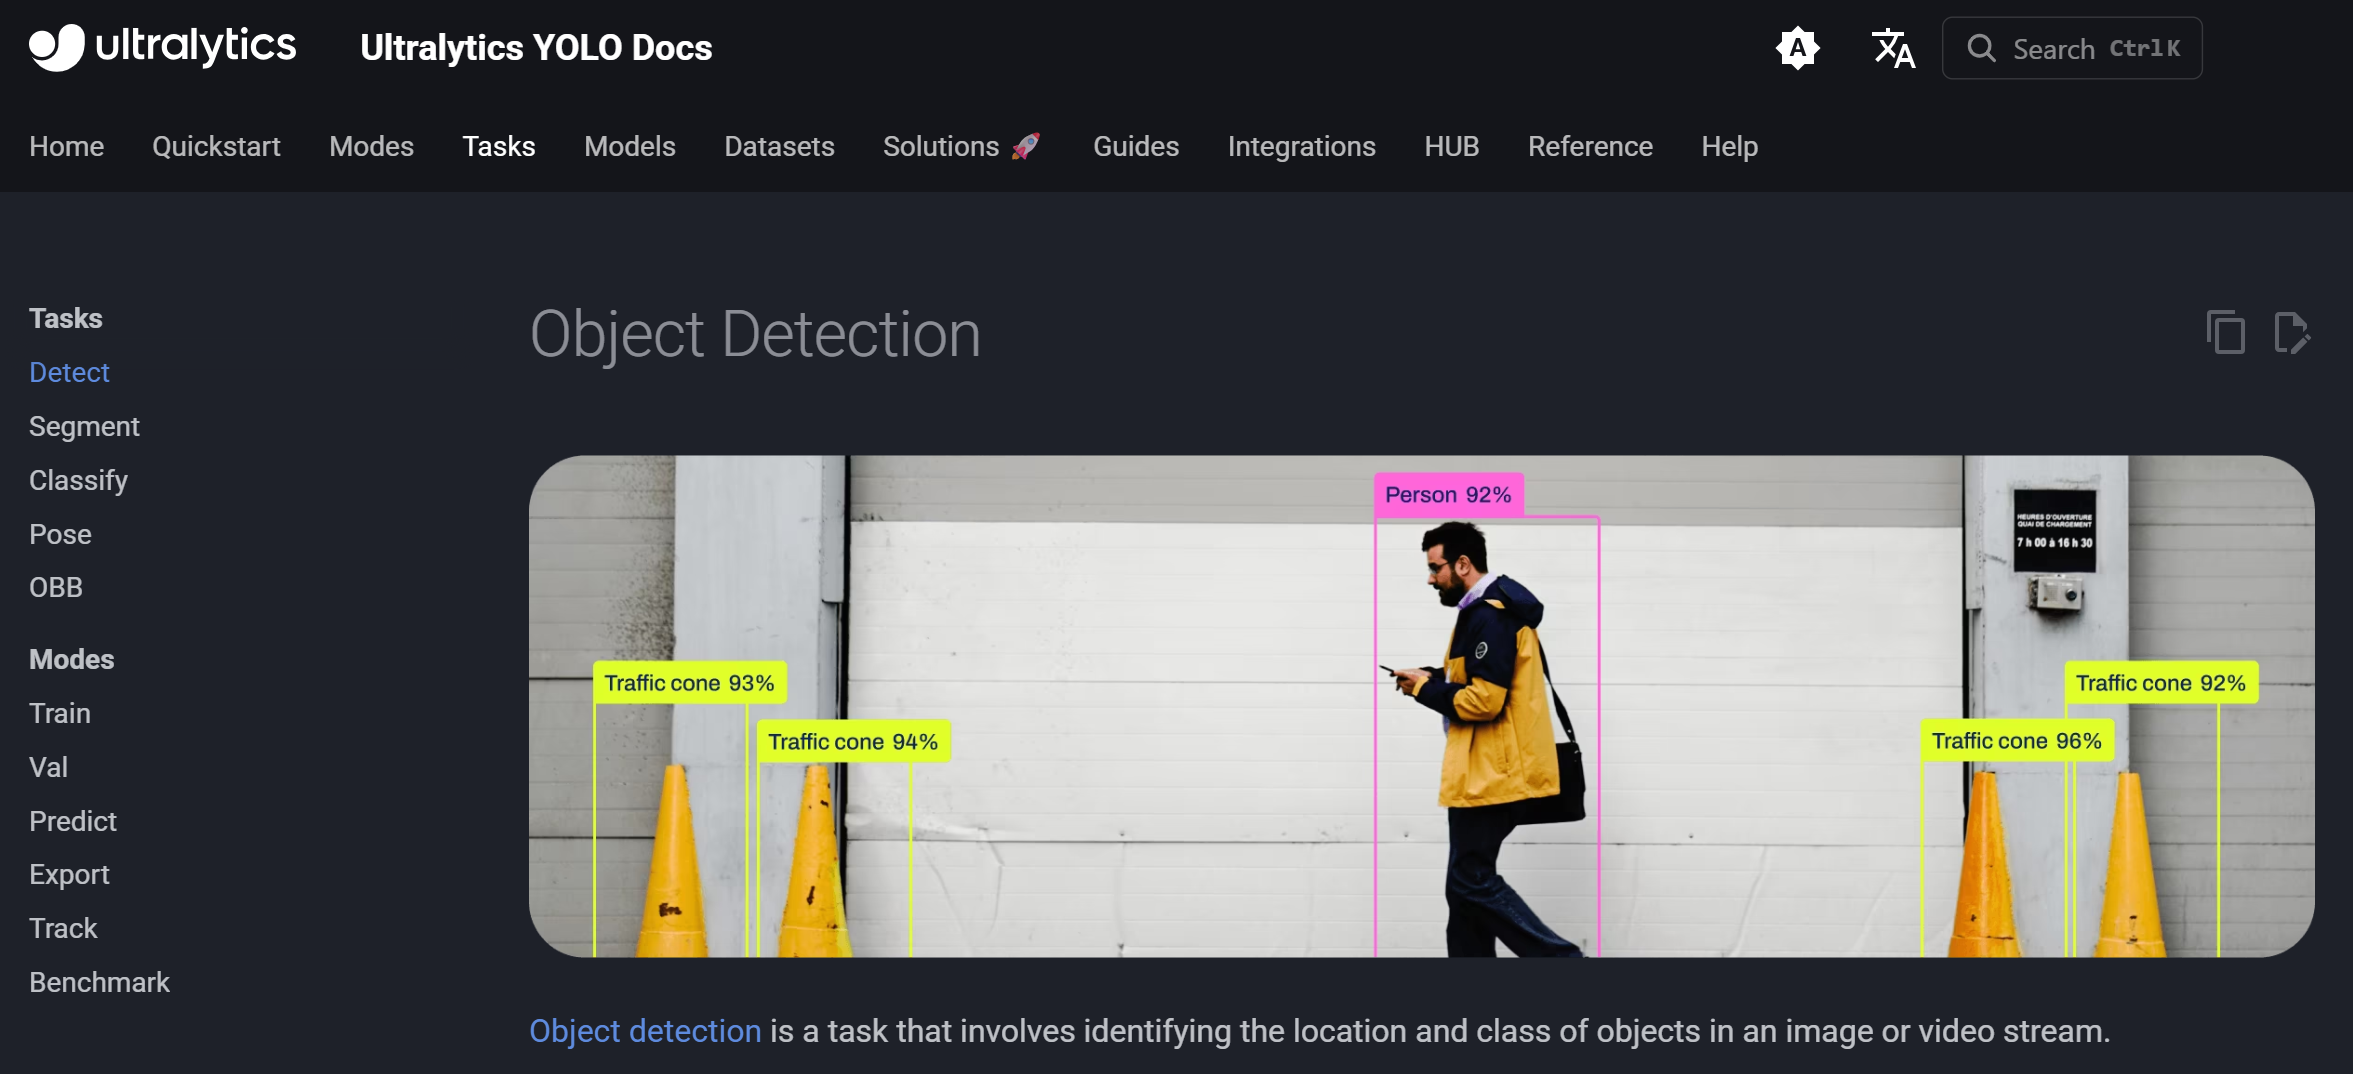 ultralytics
Ultralytics YOLO Docs
A
文A
Search Ctrl K
Home Quickstart Modes Tasks Models Datasets Solutions 🚀 Guides Integrations HUB Reference Help
Tasks
Detect
Segment
Classify
Pose
OBB
Modes
Train
Val
Predict
Export
Track
Benchmark
Object Detection
Person 92%
HEURES D'OUVERTURE
QUAI DE CHARGEMENT
7 h 00 à 16 h 30
Traffic cone 93%
Traffic cone 94%
Traffic cone 92%
Traffic cone 96%
Object detection is a task that involves identifying the location and class of objects in an image or video stream.